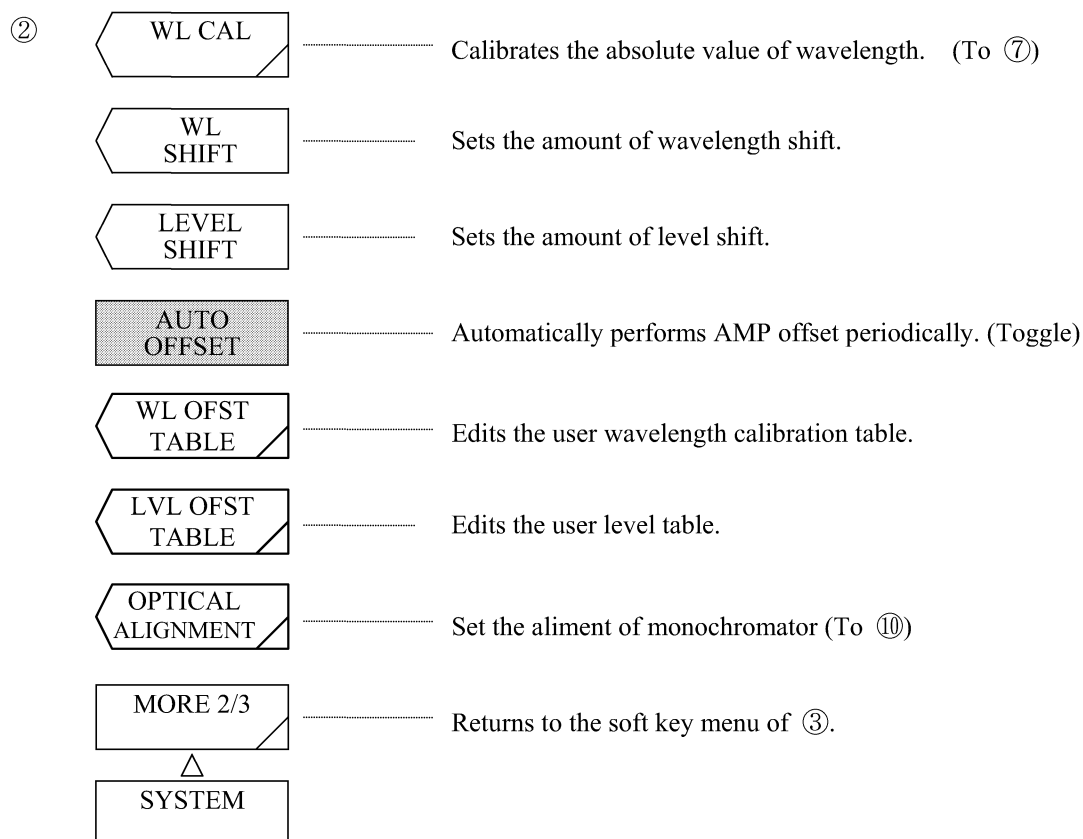 ②
WL CAL
Calibrates the absolute value of wavelength. (To ⑦)
WL
SHIFT
Sets the amount of wavelength shift.
LEVEL
SHIFT
Sets the amount of level shift.
AUTO
OFFSET
Automatically performs AMP offset periodically. (Toggle)
WL OFST
TABLE
Edits the user wavelength calibration table.
LVL OFST
TABLE
Edits the user level table.
OPTICAL
ALIGNMENT
Set the aliment of monochromator (To ⑩)
MORE 2/3
Returns to the soft key menu of ③.
SYSTEM